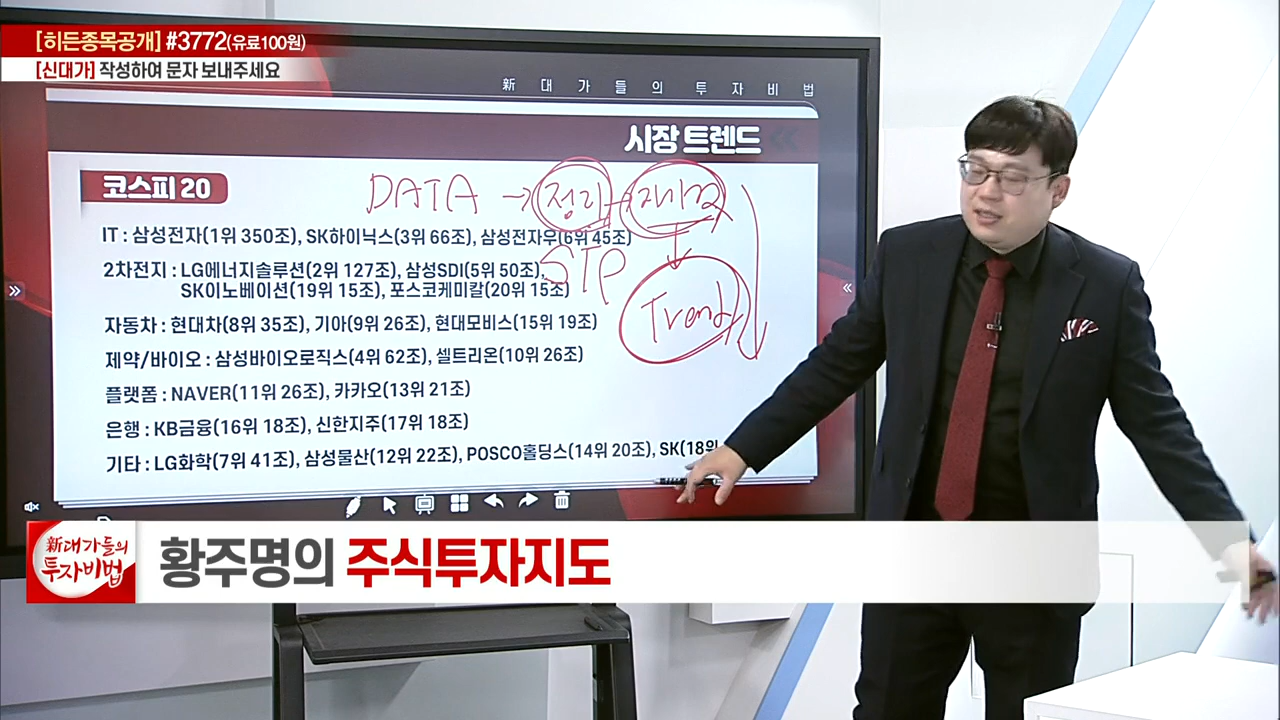 [히든종목공개] #3772(유료100원)
[신대가] 작성하여 문자 보내주세요
新 대 가 들 의 투 자 비 법
시장 트렌드
코스피 20
DATA → 정리 →
IT : 삼성전자(1위 350조), SK하이닉스(3위 66조), 삼성전자우(6위 45조)
STP
2차전지 : LG에너지솔루션(2위 127조), 삼성SDI(5위 50조),
SK이노베이션(19위 15조), 포스코케미칼(20위 15조)
Trend
자동차 : 현대차(8위 35조), 기아(9위 26조), 현대모비스(15위 19조)
제약/바이오 : 삼성바이오로직스(4위 62조), 셀트리온(10위 26조)
플랫폼 : NAVER(11위 26조), 카카오(13위 21조)
은행 : KB금융(16위 18조), 신한지주(17위 18조)
기타 : LG화학(7위 41조), 삼성물산(12위 22조), POSCO홀딩스(14위 20조), SK(18위
新대가들의
투자비법
황주명의 주식투자지도